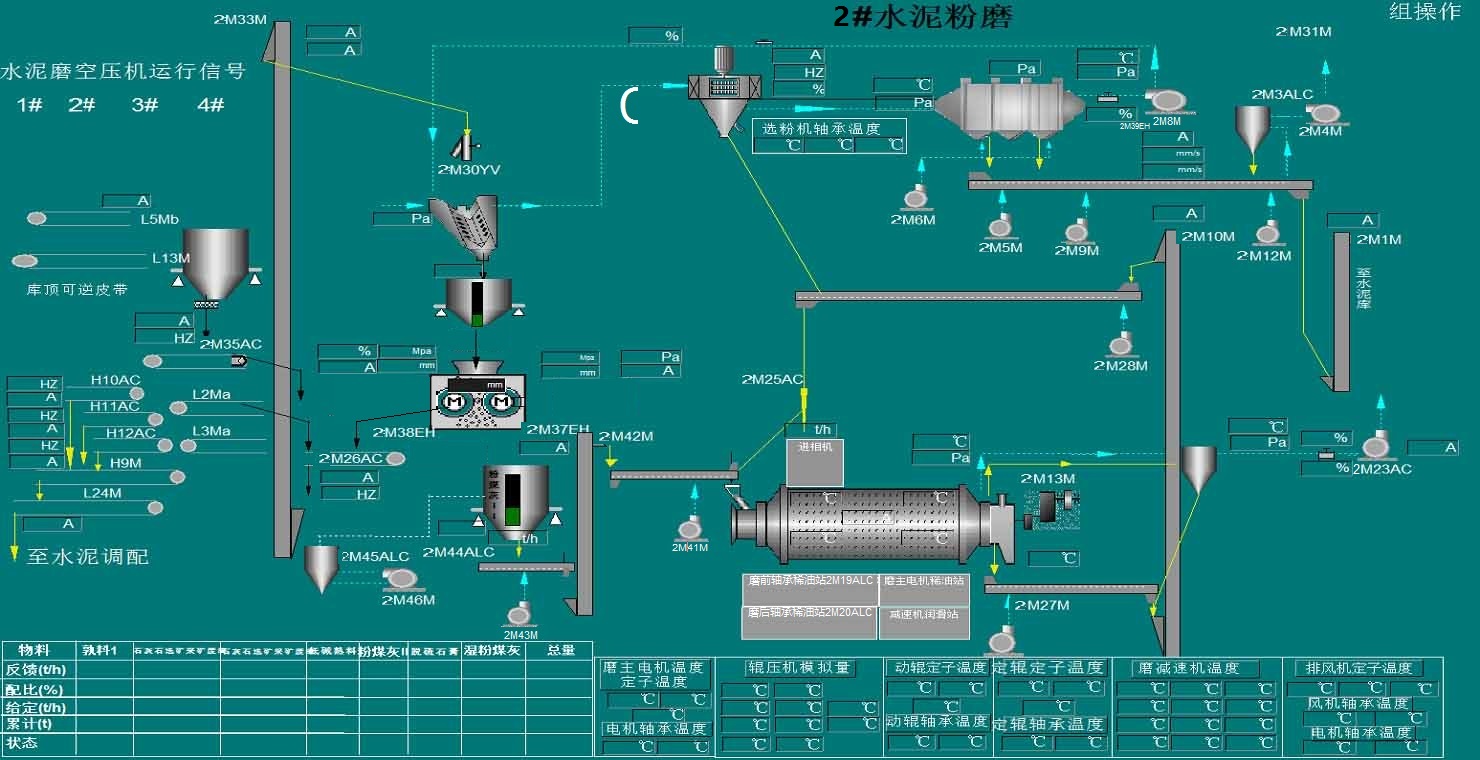 2#水泥粉磨
组操作
2M33M
A
A
%
A
HZ
%
℃
Pa
Pa
℃
Pa
2M31M
水泥磨空压机运行信号
1# 2# 3# 4#
2M3ALC
2M4M
2M8M
%
2M39EH
选粉机轴承温度
℃ ℃ ℃
A
mm/s
mm/s
2M30YV
A
L5Mb
Pa
2M6M
2M5M
2M9M
A
2M10M
2M12M
A
2M1M
至水泥库
L13M
库顶可逆皮带
A
HZ
2M35AC
% Mpa
A mm
Mpa
mm
Pa
A
2M28M
2M25AC
HZ H10AC
A
HZ H11AC
A
HZ H12AC
A
H9M
L24M
A
至水泥调配
L2Ma
L3Ma
mm
M M
2M38EH
2M37EH
2M26AC
A
HZ
A
2M42M
t/h
进相机
℃
Pa
2M13M
℃
Pa
%
%
2M23AC
A
粉煤灰II
t/h
2M44ALC
2M45ALC
2M46M
2M43M
2M41M
℃ ℃
A
℃ ℃
℃
2M27M
磨前轴承稀油站2M19ALC
磨主电机稀油站
磨后轴承稀油站2M20ALC
减速机润滑站
物料 孰料1 石灰石选矿采矿废 石灰石选矿采矿废 低碱熟料 粉煤灰II 脱硫石膏 湿粉煤灰 总量
反馈(t/h)
配比(%)
给定(t/h)
累计(t)
状态
磨主电机温度
定子温度
℃ ℃
℃
电机轴承温度
℃ ℃
辊压机模拟量
℃ ℃
℃ ℃ ℃
℃ ℃ ℃
℃ ℃
动辊定子温度
℃ ℃
℃
动辊轴承温度
℃ ℃
定辊定子温度
℃ ℃
℃
定辊轴承温度
℃ ℃
磨减速机温度
℃ ℃ ℃
℃ ℃ ℃
℃ ℃ ℃
℃ ℃ ℃
排风机定子温度
℃ ℃ ℃
风机轴承温度
℃ ℃
电机轴承温度
℃ ℃